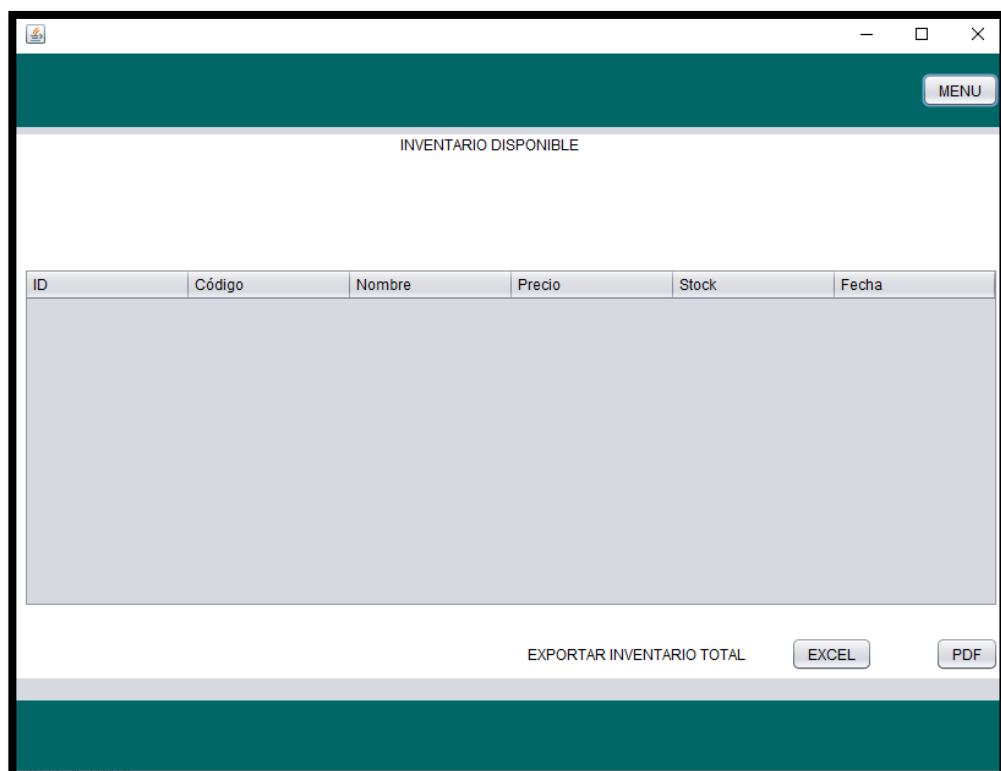 MENU
INVENTARIO DISPONIBLE
ID Código Nombre Precio Stock Fecha
EXPORTAR INVENTARIO TOTAL EXCEL PDF